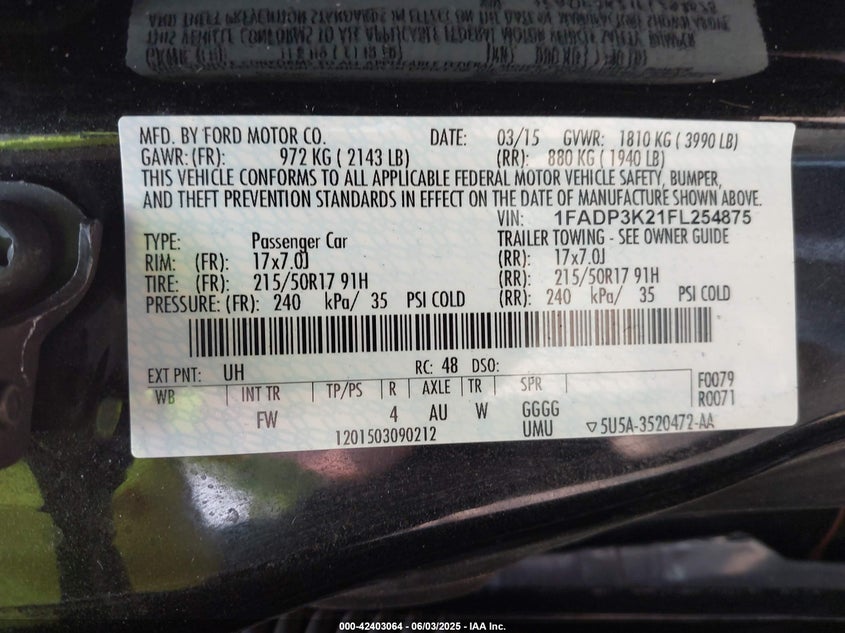 MFD. BY FORD MOTOR CO. DATE: 03/15 GVWR: 1810 KG ( 3990 LB)
GAWR: (FR): 972 KG ( 2143 LB) (RR): 880 KG ( 1940 LB)
THIS VEHICLE CONFORMS TO ALL APPLICABLE FEDERAL MOTOR VEHICLE SAFETY, BUMPER,
AND THEFT PREVENTION STANDARDS IN EFFECT ON THE DATE OF MANUFACTURE SHOWN ABOVE.
VIN: 1FADP3K21FL254875
TYPE: Passenger Car TRAILER TOWING - SEE OWNER GUIDE
RIM: (FR): 17x7.0J (RR): 17x7.0J
TIRE: (FR): 215/50R17 91H (RR): 215/50R17 91H
PRESSURE: (FR): 240 kPa/ 35 PSI COLD (RR): 240 kPa/ 35 PSI COLD
EXT PNT: UH RC: 48 DSO:
WB INT TR TP/PS R AXLE TR SPR F0079
FW 4 AU W GGGG R0071
1201503090212 UMU ▽5U5A-3520472-AA
000-42403064 - 06/03/2025 - IAA Inc.